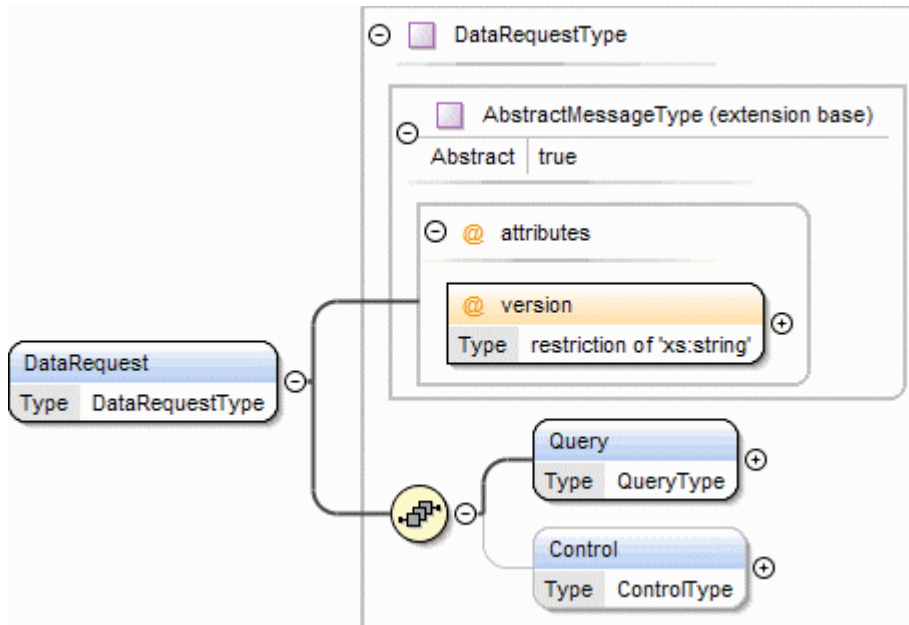 DataRequestType
AbstractMessageType (extension base)
Abstract true
@ attributes
@ version
Type restriction of 'xs:string'
DataRequest
Type DataRequestType
Query
Type QueryType
Control
Type ControlType